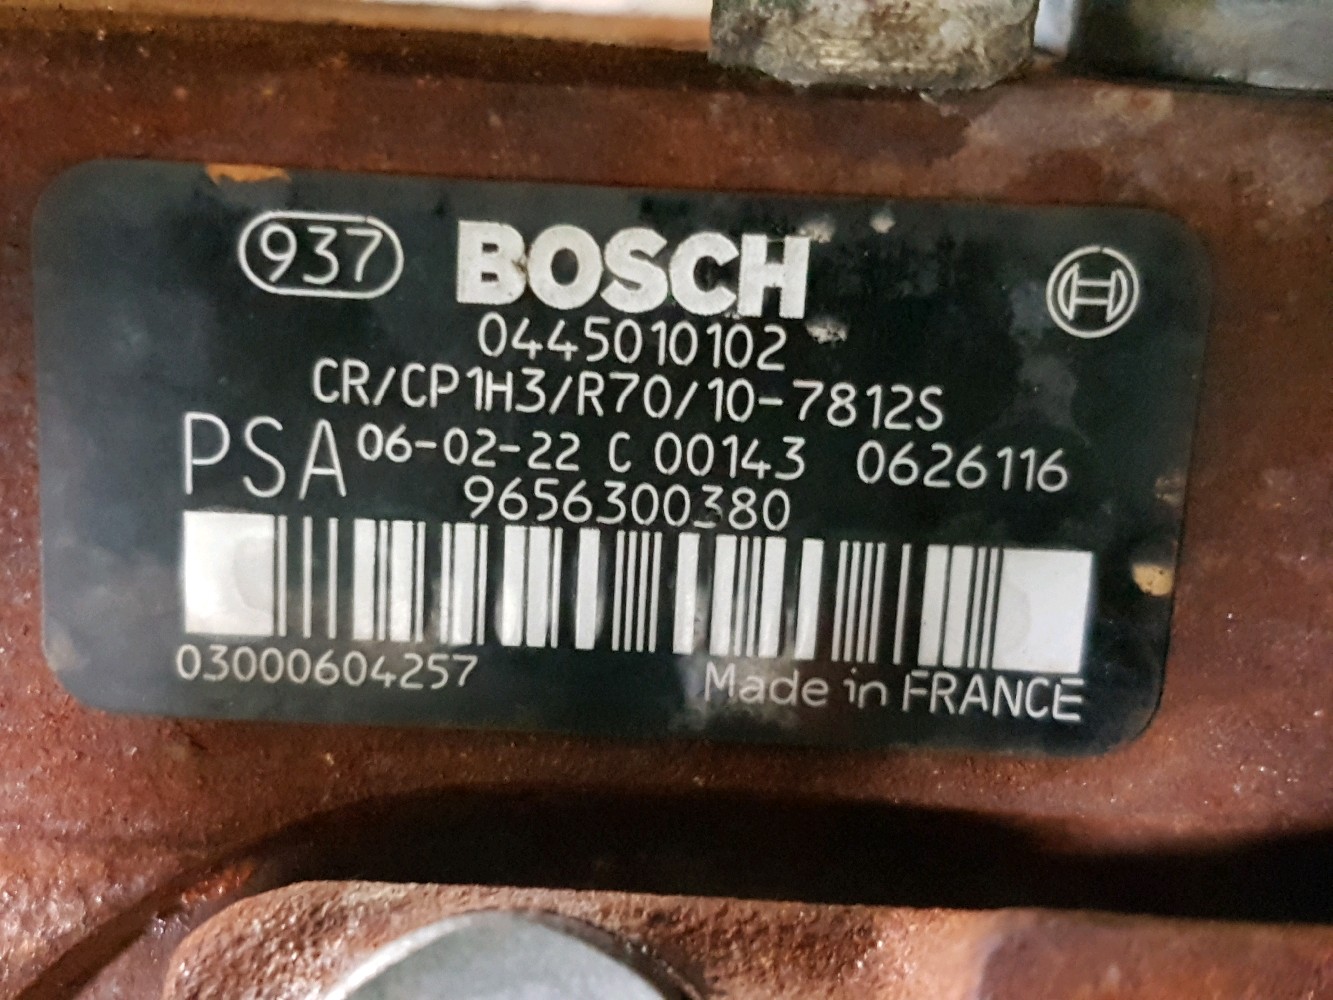 937 BOSCH
0445010102
CR/CP1H3/R70/10-7812S
PSA 06-02-22 C 00143 0626116
9656300380
03000604257 Made in FRANCE